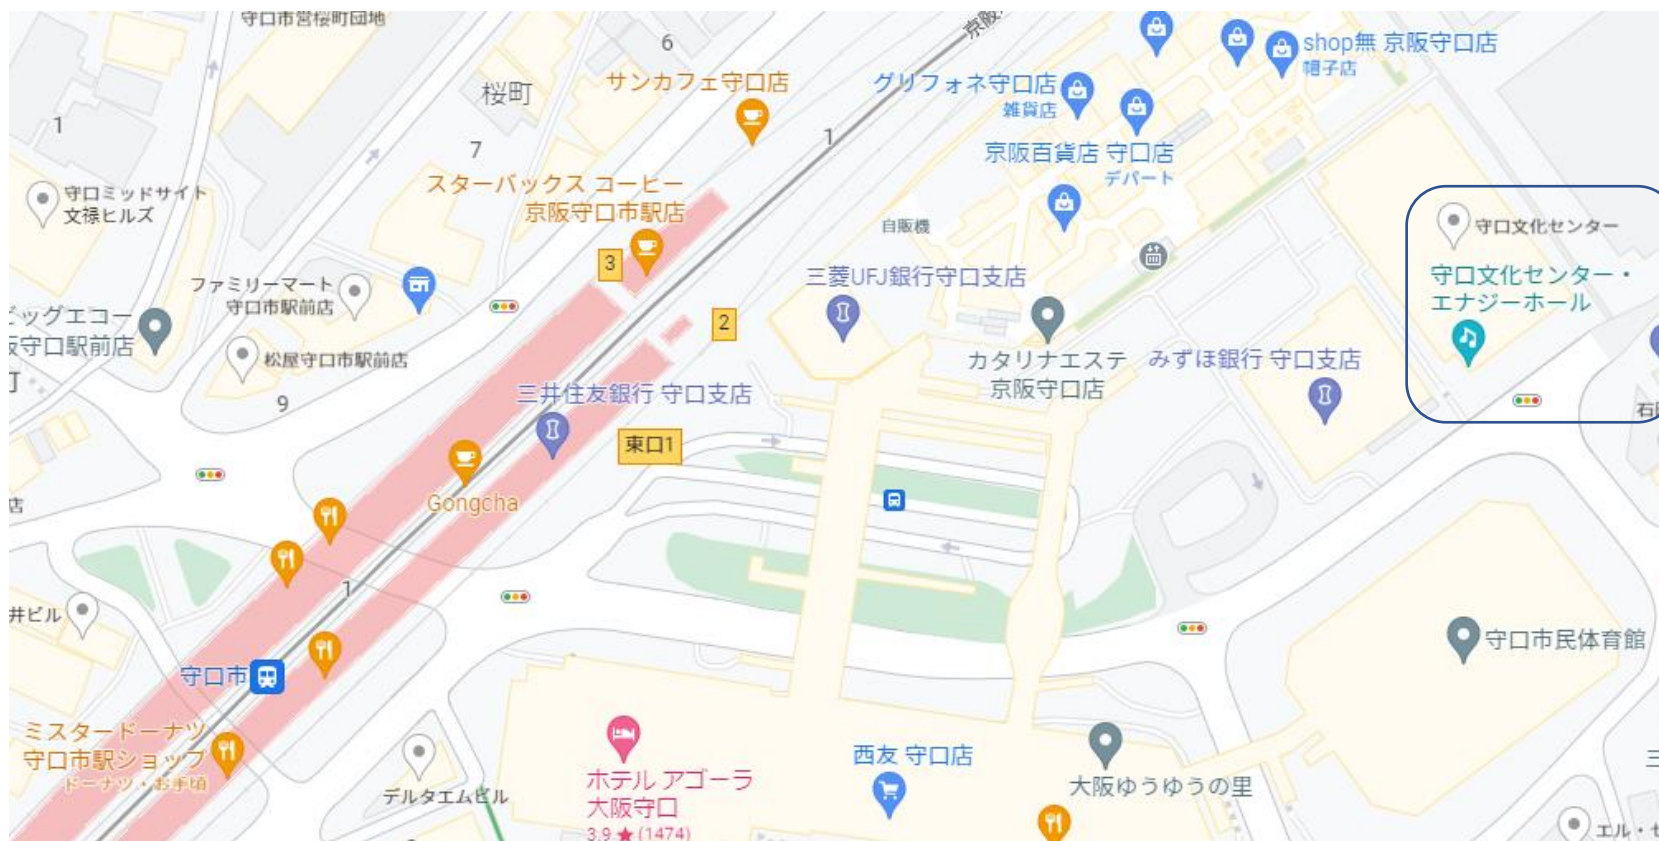 守口市営桜町団地
6
桜町
1
7
サンカフェ守口店
グリフォネ守口店
雑貨店
shop無 京阪守口店
帽子店
1
京阪百貨店 守口店
デパート
守口ミッドサイト
文禄ヒルズ
スターバックス コーヒー
京阪守口市駅店
自販機
守口文化センター
守口文化センター・
エナジーホール
3
ファミリーマート
守口市駅前店
三菱UFJ銀行守口支店
2
ッグエコー
守口駅前店
松屋守口市駅前店
カタリナエステ
京阪守口店
みずほ銀行 守口支店
9
三井住友銀行 守口支店
東口1
Gongcha
店
1
井ビル
守口市
守口市民体育館
ミスタードーナツ
守口市駅ショップ
ドーナツ・お手頃
デルタエムビル
ホテル アゴーラ
大阪守口
3.9★(1474)
西友 守口店
大阪ゆうゆうの里
エル・セ